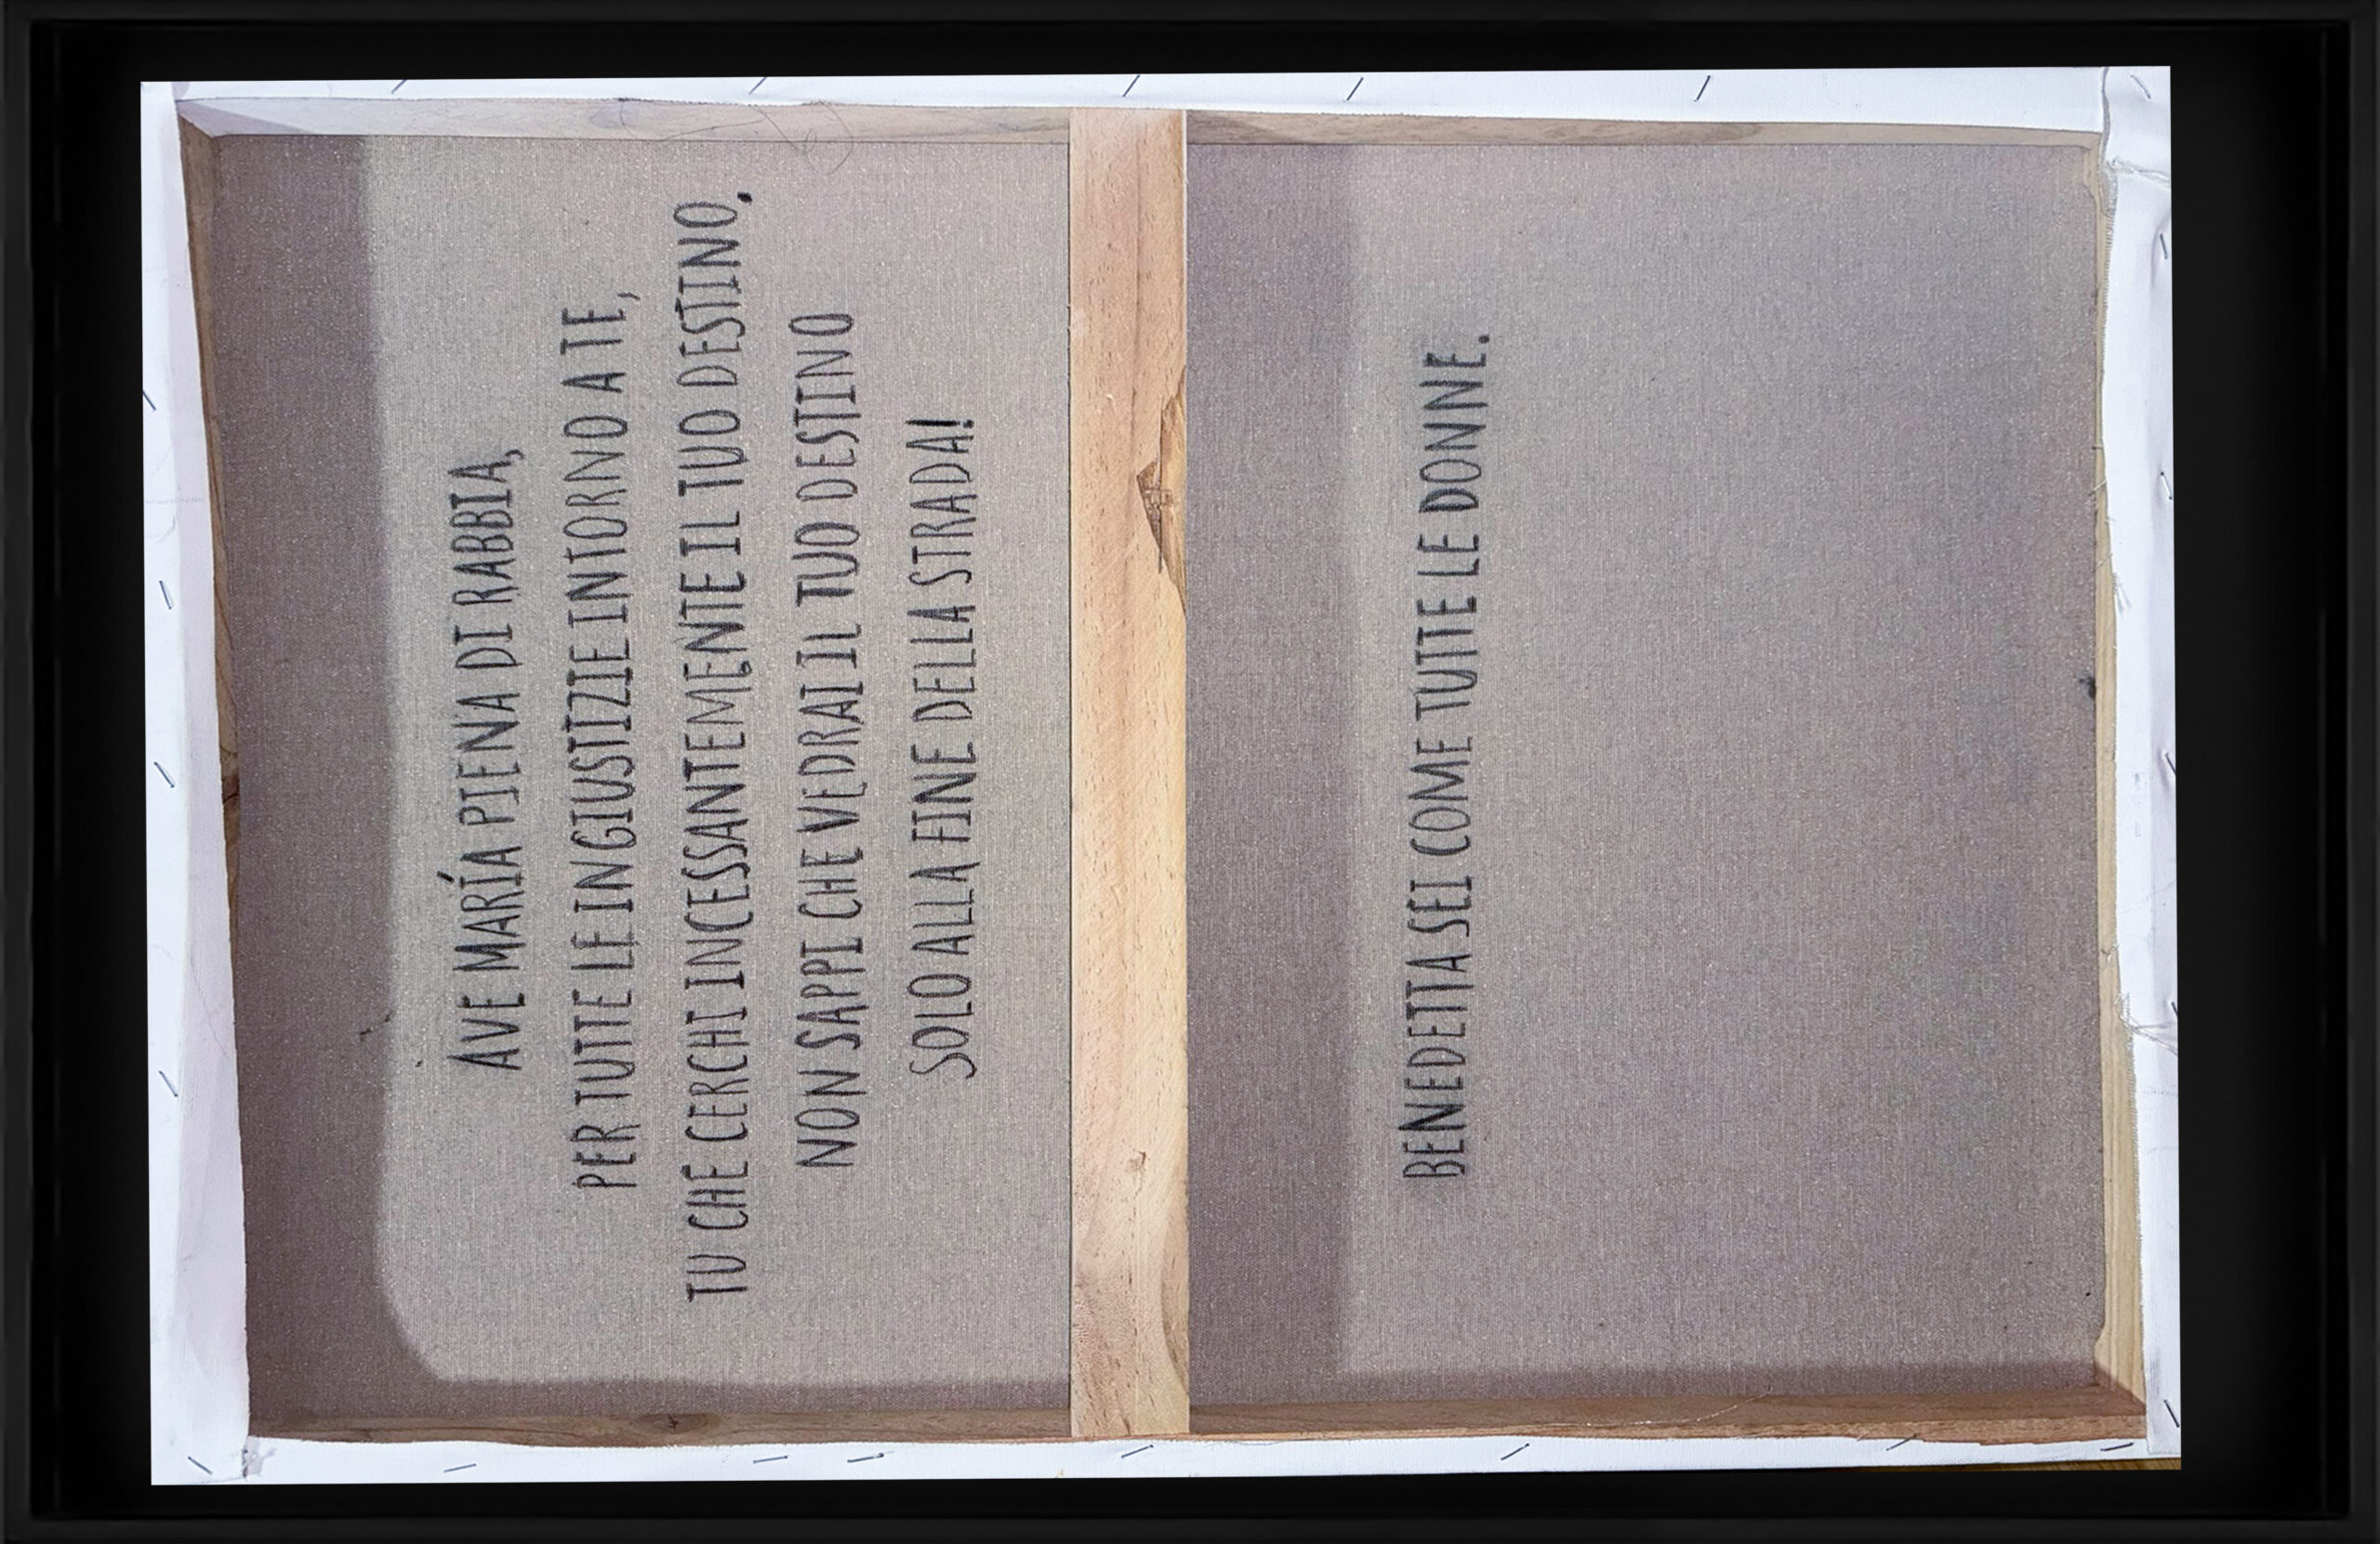 AVE MARÍA PIENA DI RABBIA,
PER TUTTE LE INGIUSTIZIE INTORNO A TE,
TU CHE CERCHI INCESSANTEMENTE IL TUO DESTINO,
NON SAPPI CHE VEDRAI IL TUO DESTINO
SOLO ALLA FINE DELLA STRADA!
BENEDETTA SEI COME TUTTE LE DONNE.